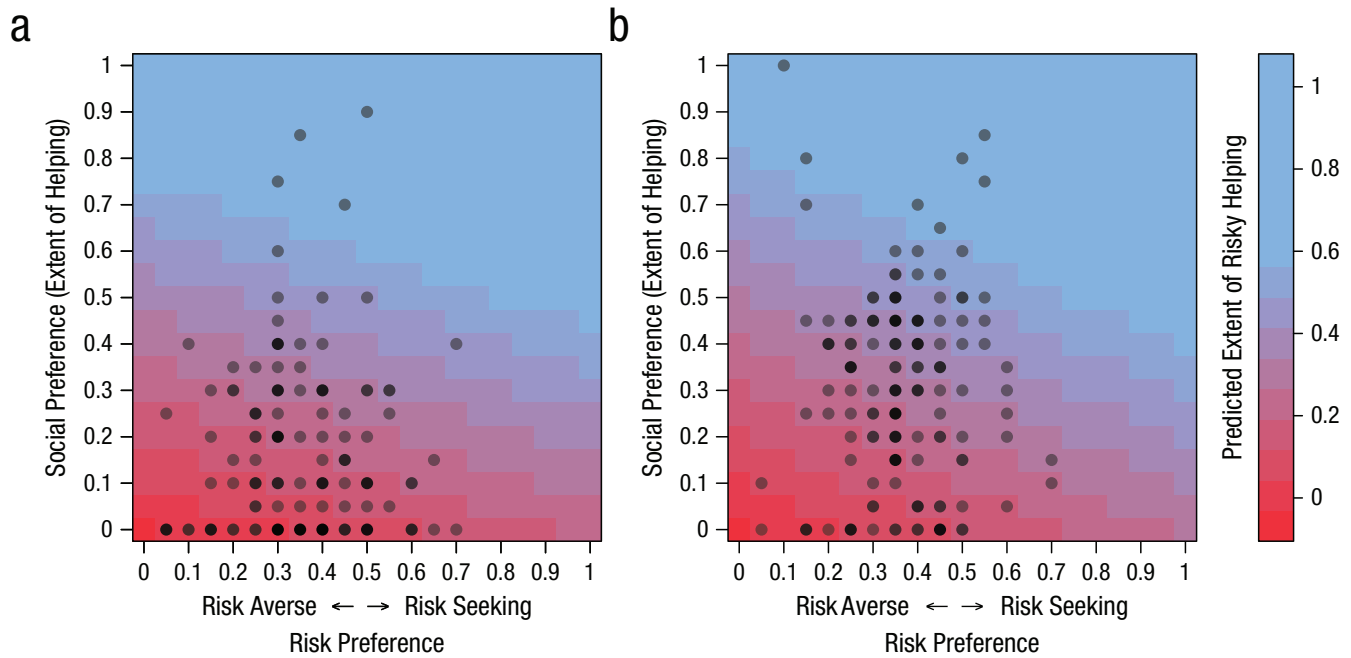 a
Social Preference (Extent of Helping)
1
0.9
0.8
0.7
0.6
0.5
0.4
0.3
0.2
0.1
0
0 0.1 0.2 0.3 0.4 0.5 0.6 0.7 0.8 0.9 1
Risk Averse ← → Risk Seeking
Risk Preference
b
Social Preference (Extent of Helping)
1
0.9
0.8
0.7
0.6
0.5
0.4
0.3
0.2
0.1
0
0 0.1 0.2 0.3 0.4 0.5 0.6 0.7 0.8 0.9 1
Risk Averse ← → Risk Seeking
Risk Preference
Predicted Extent of Risky Helping
1
0.8
0.6
0.4
0.2
0